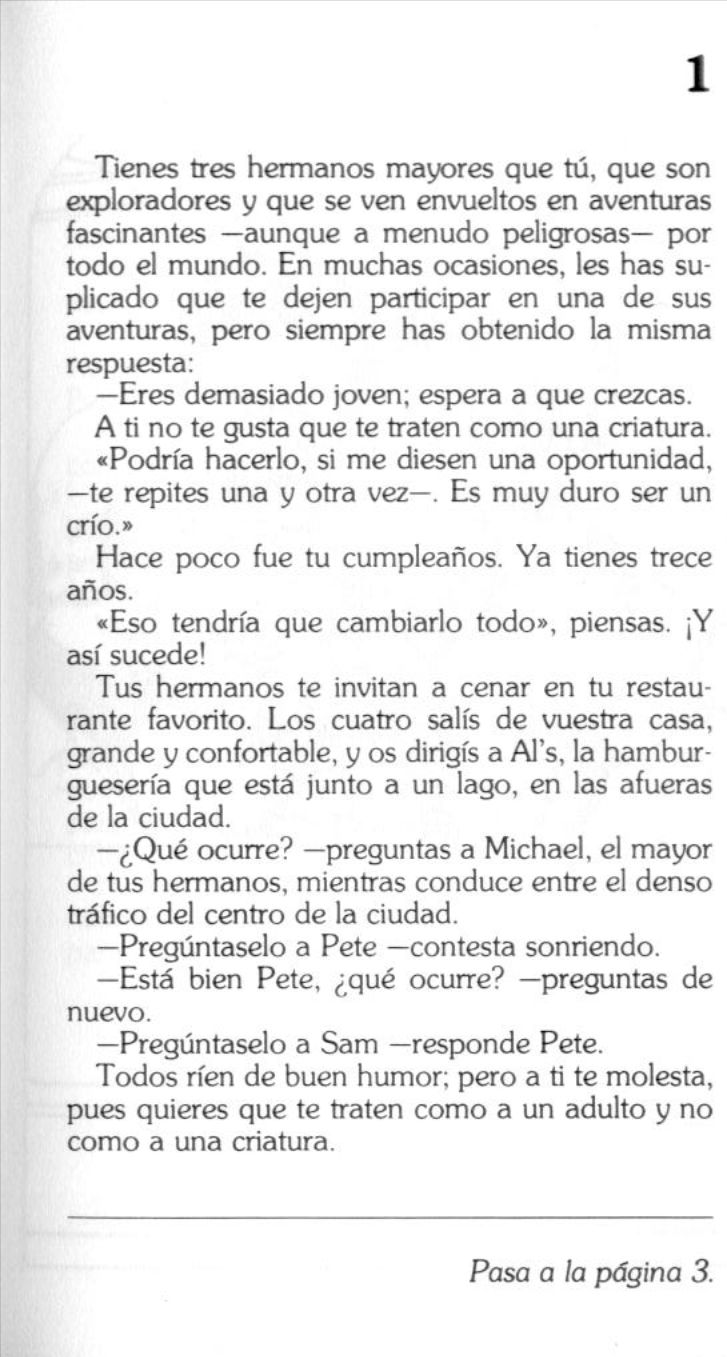 1
Tienes tres hermanos mayores que tú, que son
exploradores y que se ven envueltos en aventuras
fascinantes —aunque a menudo peligrosas— por
todo el mundo. En muchas ocasiones, les has su-
plicado que te dejen participar en una de sus
aventuras, pero siempre has obtenido la misma
respuesta:
—Eres demasiado joven; espera a que crezcas.
A ti no te gusta que te traten como una criatura.
«Podría hacerlo, si me diesen una oportunidad,
—te repites una y otra vez—. Es muy duro ser un
crío.»
Hace poco fue tu cumpleaños. Ya tienes trece
años.
«Eso tendría que cambiarlo todo», piensas. ¡Y
así sucede!
Tus hermanos te invitan a cenar en tu restau-
rante favorito. Los cuatro salís de vuestra casa,
grande y confortable, y os dirigís a Al's, la hambur-
guesería que está junto a un lago, en las afueras
de la ciudad.
—¿Qué ocurre? —preguntas a Michael, el mayor
de tus hermanos, mientras conduce entre el denso
tráfico del centro de la ciudad.
—Pregúntaselo a Pete —contesta sonriendo.
—Está bien Pete, ¿qué ocurre? —preguntas de
nuevo.
—Pregúntaselo a Sam —responde Pete.
Todos ríen de buen humor; pero a ti te molesta,
pues quieres que te traten como a un adulto y no
como a una criatura.
Pasa a la página 3.